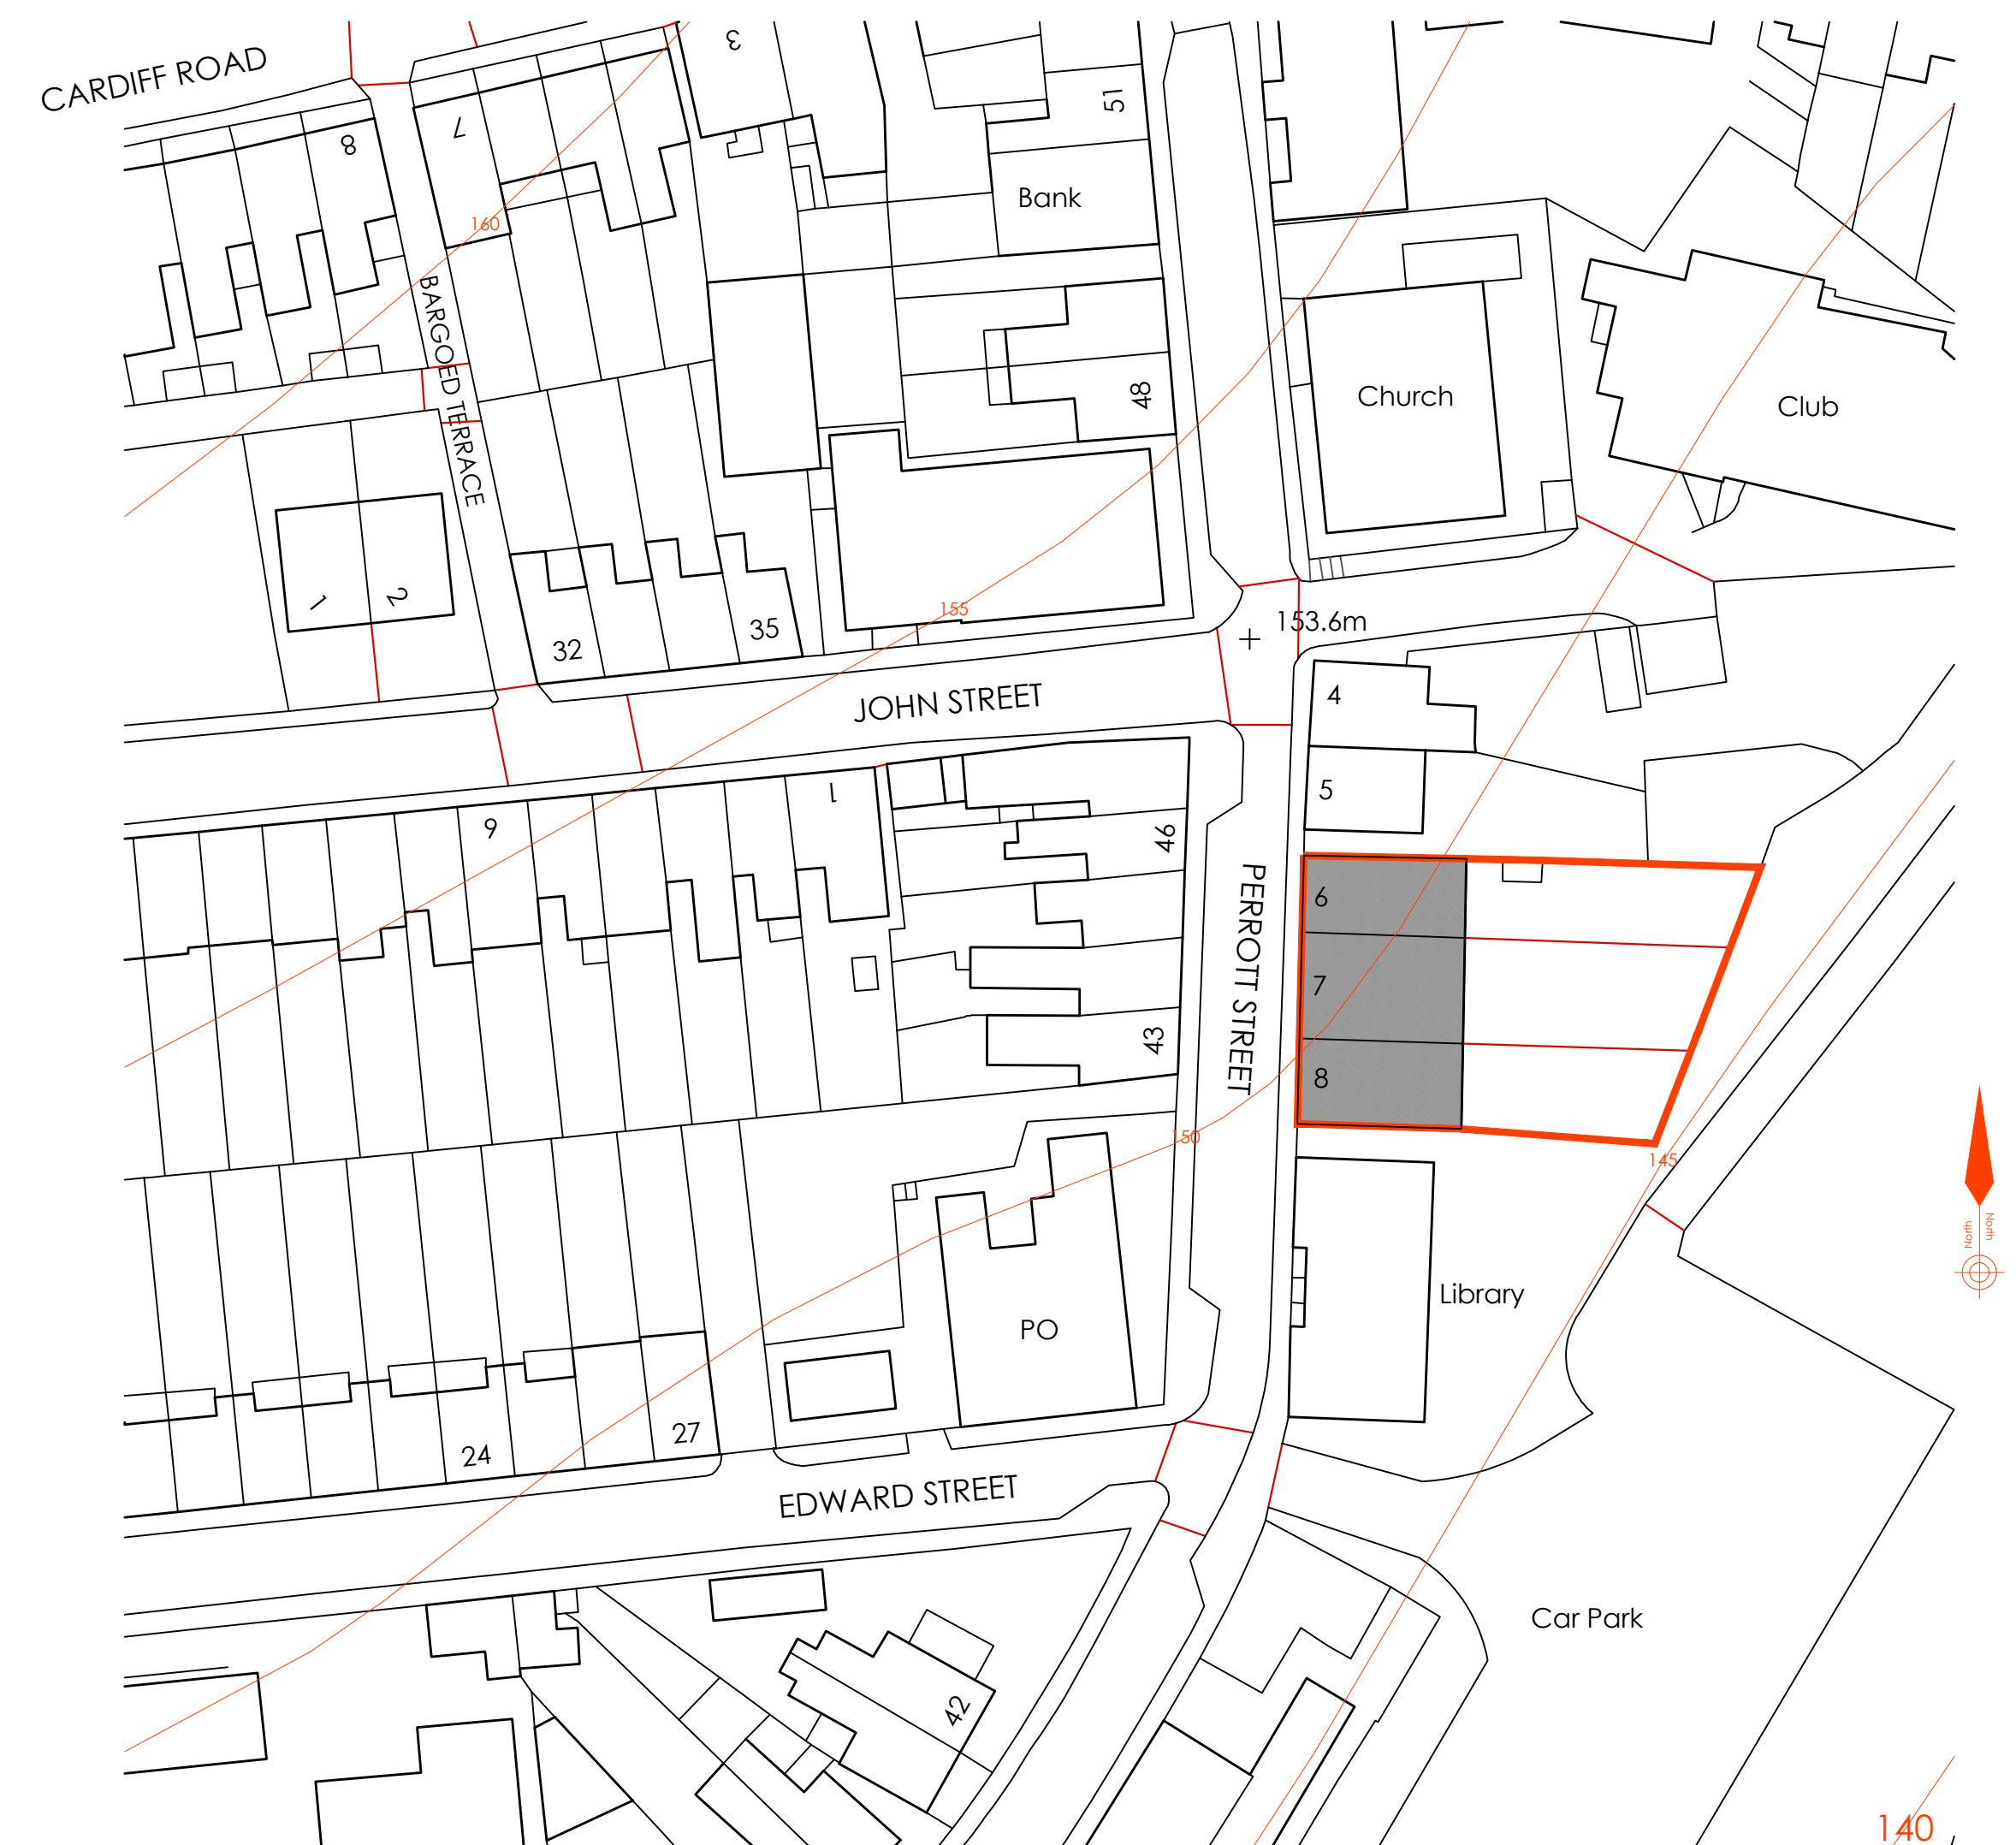 CARDIFF ROAD
3
8
7
51
Bank
160
BARGOED TERRACE
48
Church
Club
1
2
32
35
155
153.6m
JOHN STREET
4
5
1
9
46
PERROTT STREET
6
7
8
43
150
145
North
North
Library
PO
27
24
EDWARD STREET
Car Park
42
140